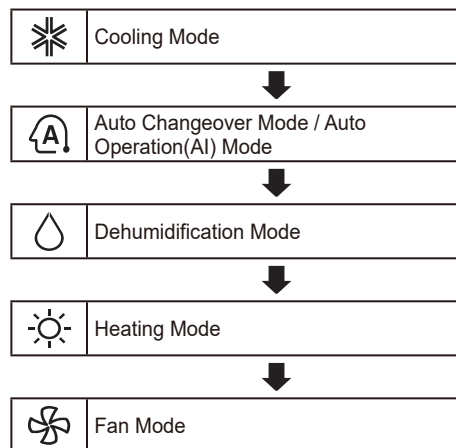 Cooling Mode
A
Auto Changeover Mode / Auto
Operation(AI) Mode
Dehumidification Mode
Heating Mode
Fan Mode